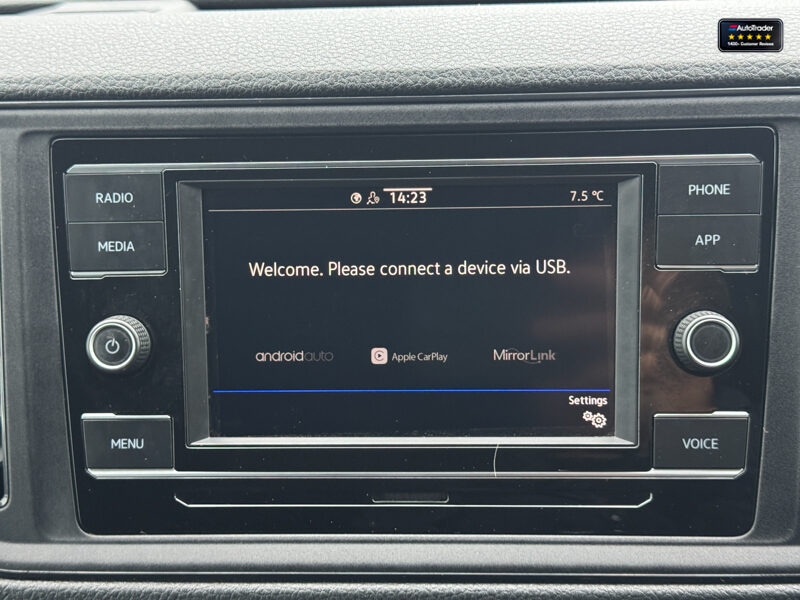 AutoTrader
1400+ Customer Reviews
RADIO
MEDIA
MENU
14:23
7.5 °C
Welcome. Please connect a device via USB.
androidauto
Apple CarPlay
MirrorLink
Settings
PHONE
APP
VOICE